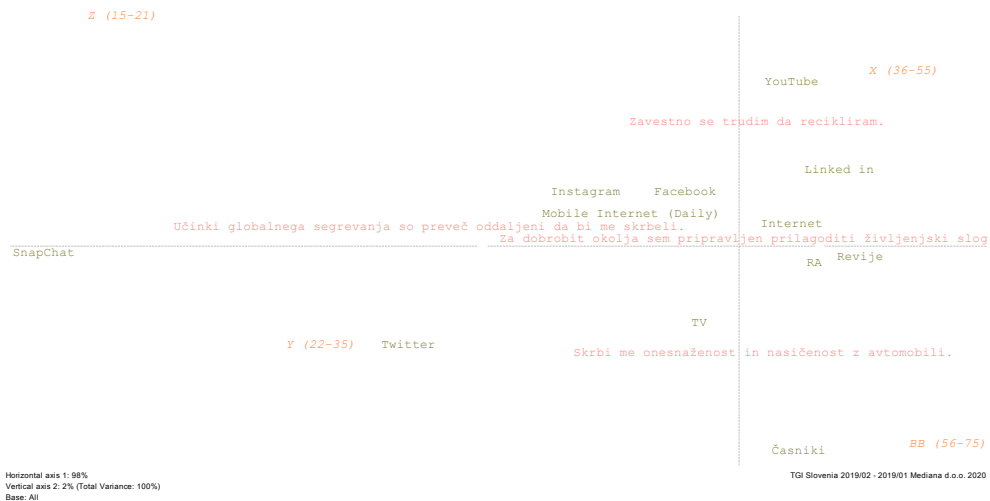 Z (15-21)
X (36-55)
YouTube
Zavestno se trudim da recikliram.
Linked in
Instagram
Facebook
Mobile Internet (Daily)
Internet
Učinki globalnega segrevanja so preveč oddaljeni da bi me skrbeli.
Za dobrobit okolja sem pripravljen prilagoditi življenjski slog
SnapChat
RA
Revije
TV
Y (22-35)
Twitter
Skrbi me onesnaženost in nasičenost z avtomobili.
BB (56-75)
Časniki
Horizontal axis 1: 98%
Vertical axis 2: 2% (Total Variance: 100%)
Base: All
TGI Slovenia 2019/02 - 2019/01 Mediana d.o.o. 2020